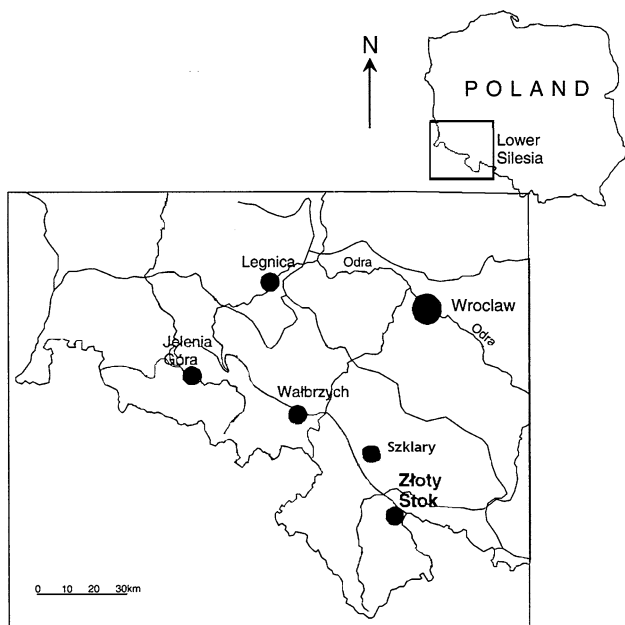 N
POLAND
Lower
Silesia
Legnica
Odra
Wroclaw
Odra
Jelenia
Góra
Wałbrzych
Szklary
Złoty
Stok
0 10 20 30km